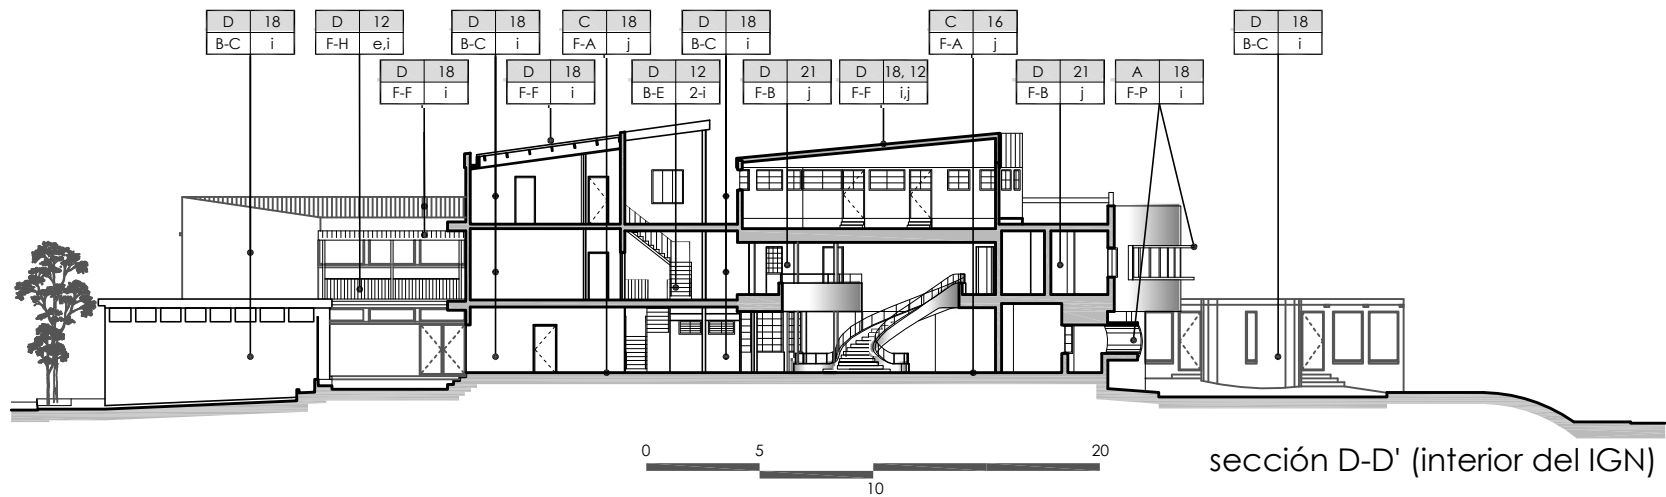 D 18 D 12 D 18 C 18 D 18 C 16 D 18
B-C i F-H e,i B-C i F-A j B-C i F-A j B-C i
D 18 D 18 D 12 D 21 D 18, 12 D 21 A 18
F-F i F-F i B-E 2-i F-B j F-F i,j F-B j F-P i
0 5 20
10
sección D-D' (interior del IGN)